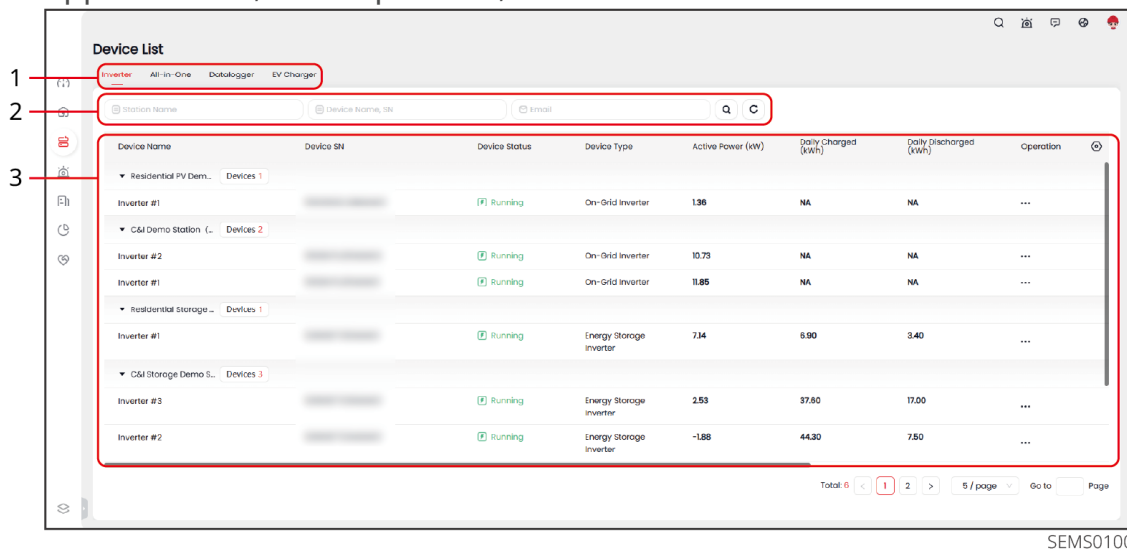 Device List
1
Inverter All-in-One Datalogger EV Charger
2
Station Name Device Name, SN Email
3
Device Name Device SN Device Status Device Type Active Power (kW) Daily Charged (kWh) Daily Discharged (kWh) Operation
Residential PV Dem... Devices 1
Inverter #1 Running On-Grid Inverter 1.36 NA NA ...
C&I Demo Station (... Devices 2
Inverter #2 Running On-Grid Inverter 10.73 NA NA ...
Inverter #1 Running On-Grid Inverter 11.85 NA NA ...
Residential Storage ... Devices 1
Inverter #1 Running Energy Storage Inverter 7.14 6.90 3.40 ...
C&I Storage Demo S... Devices 3
Inverter #3 Running Energy Storage Inverter 2.53 37.60 17.00 ...
Inverter #2 Running Energy Storage Inverter -1.88 44.30 7.50 ...
Total: 6 < 1 2 > 5 / page Go to Page
SEMS0100